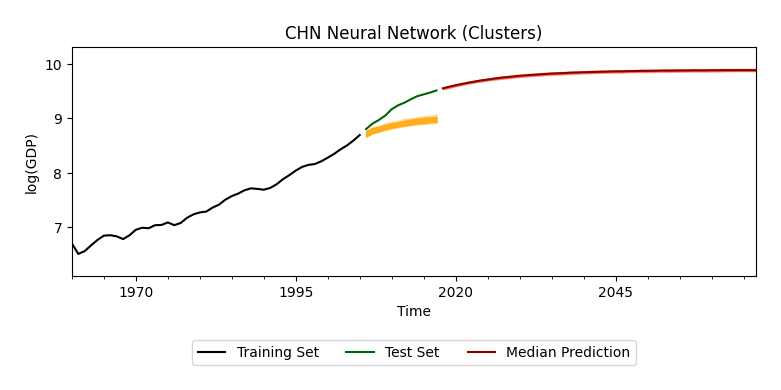 CHN Neural Network (Clusters)
log(GDP)
10
9
8
7
1970 1995 2020 2045
Time
Training Set Test Set Median Prediction